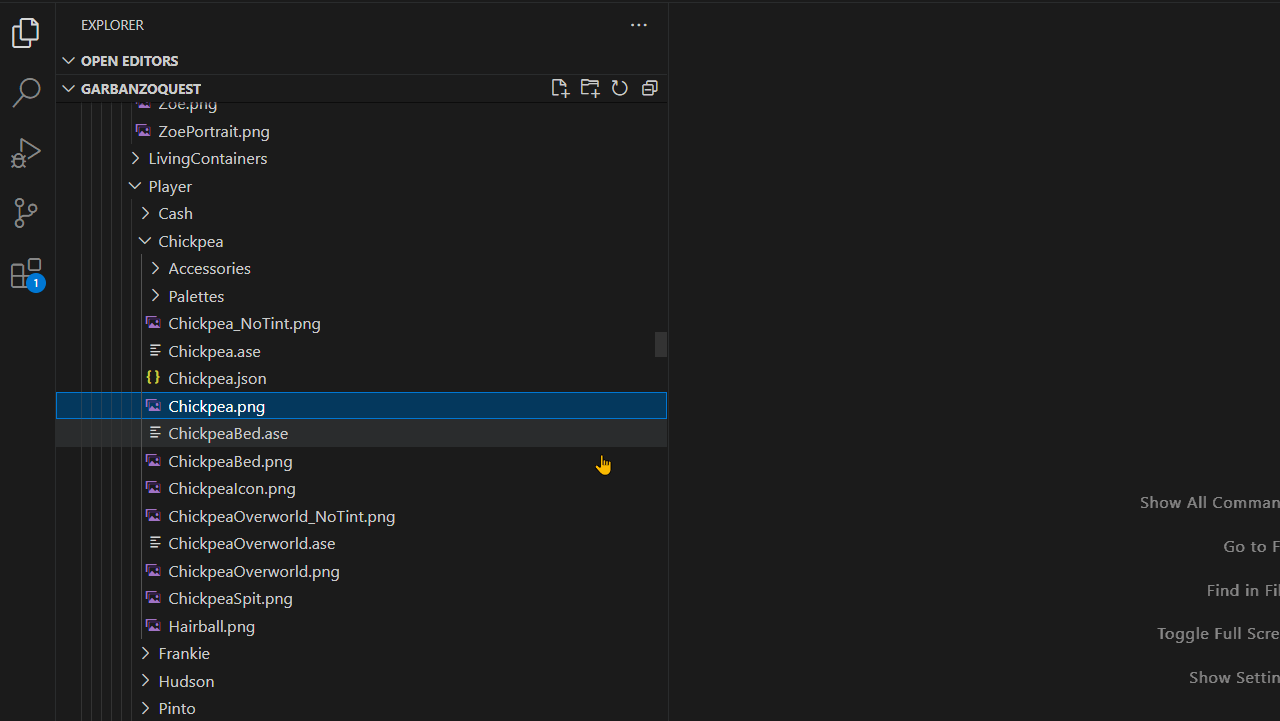 EXPLORER
OPEN EDITORS
GARBANZOQUEST
Zoe.png
ZoePortrait.png
LivingContainers
Player
Cash
Chickpea
Accessories
Palettes
Chickpea_NoTint.png
Chickpea.ase
Chickpea.json
Chickpea.png
ChickpeaBed.ase
ChickpeaBed.png
ChickpeaIcon.png
ChickpeaOverworld_NoTint.png
ChickpeaOverworld.ase
ChickpeaOverworld.png
ChickpeaSpit.png
Hairball.png
Frankie
Hudson
Pinto
1
Show All Comman
Go to F
Find in Fil
Toggle Full Scre
Show Settin